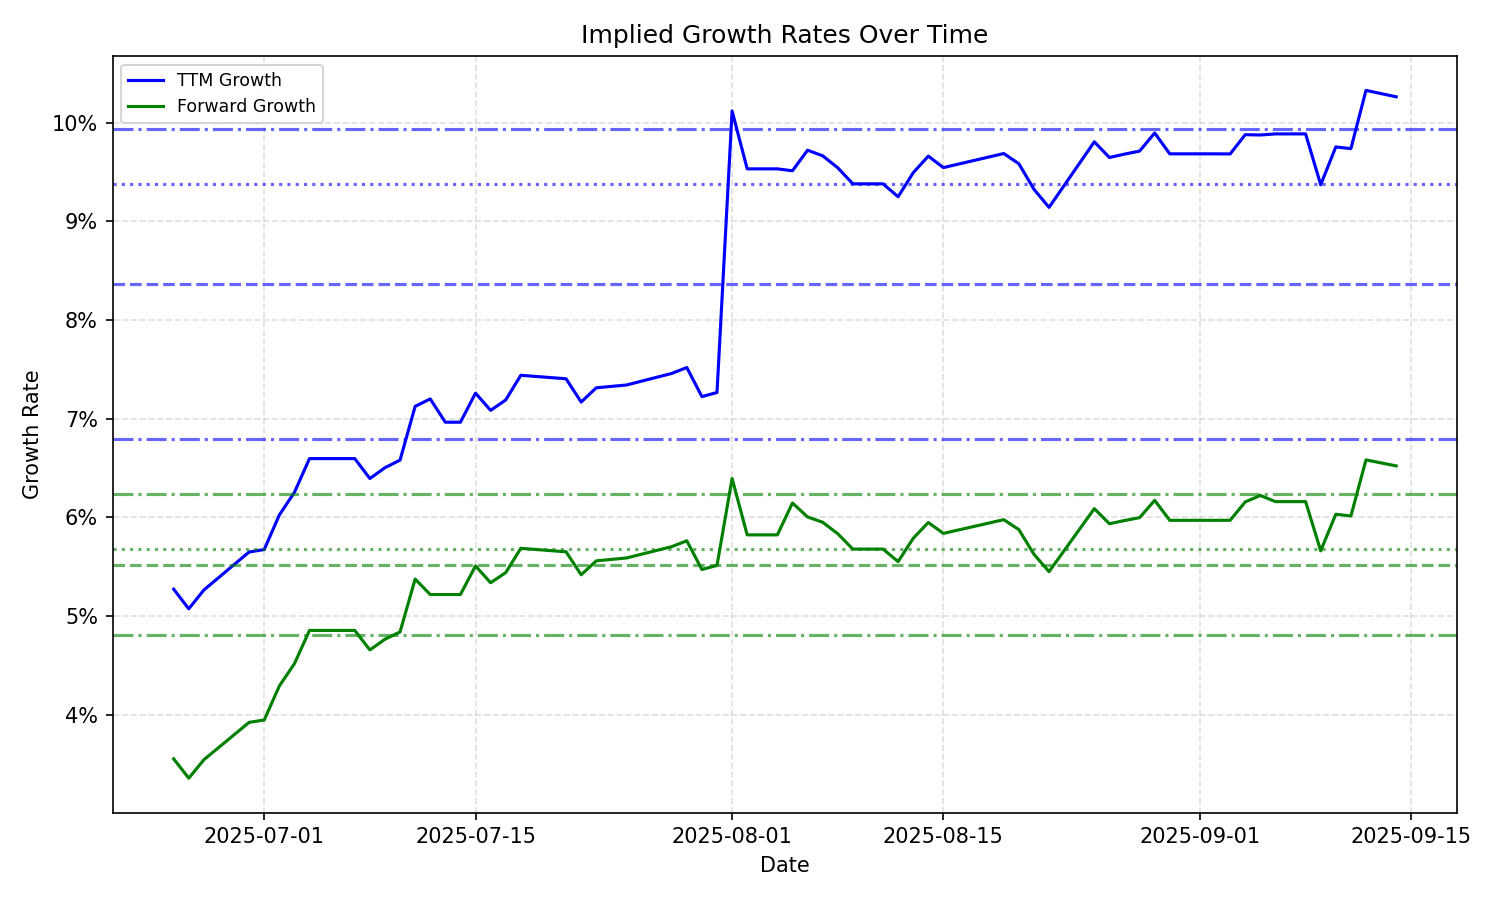 Implied Growth Rates Over Time
TTM Growth
Forward Growth
10%
9%
8%
7%
6%
5%
4%
Growth Rate
2025-07-01
2025-07-15
2025-08-01
2025-08-15
2025-09-01
2025-09-15
Date